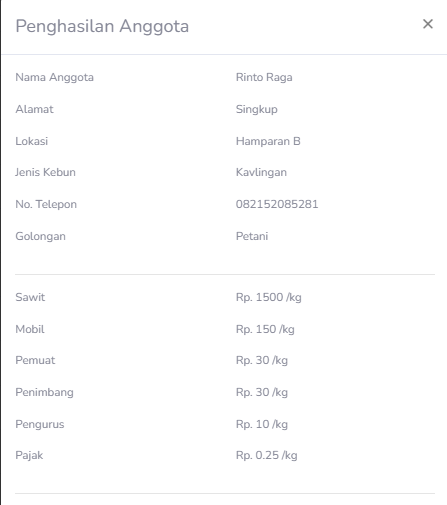 Penghasilan Anggota ×
Nama Anggota Rinto Raga
Alamat Singkup
Lokasi Hamparan B
Jenis Kebun Kavlingan
No. Telepon 082152085281
Golongan Petani
Sawit Rp. 1500 /kg
Mobil Rp. 150 /kg
Pemuat Rp. 30 /kg
Penimbang Rp. 30 /kg
Pengurus Rp. 10 /kg
Pajak Rp. 0.25 /kg